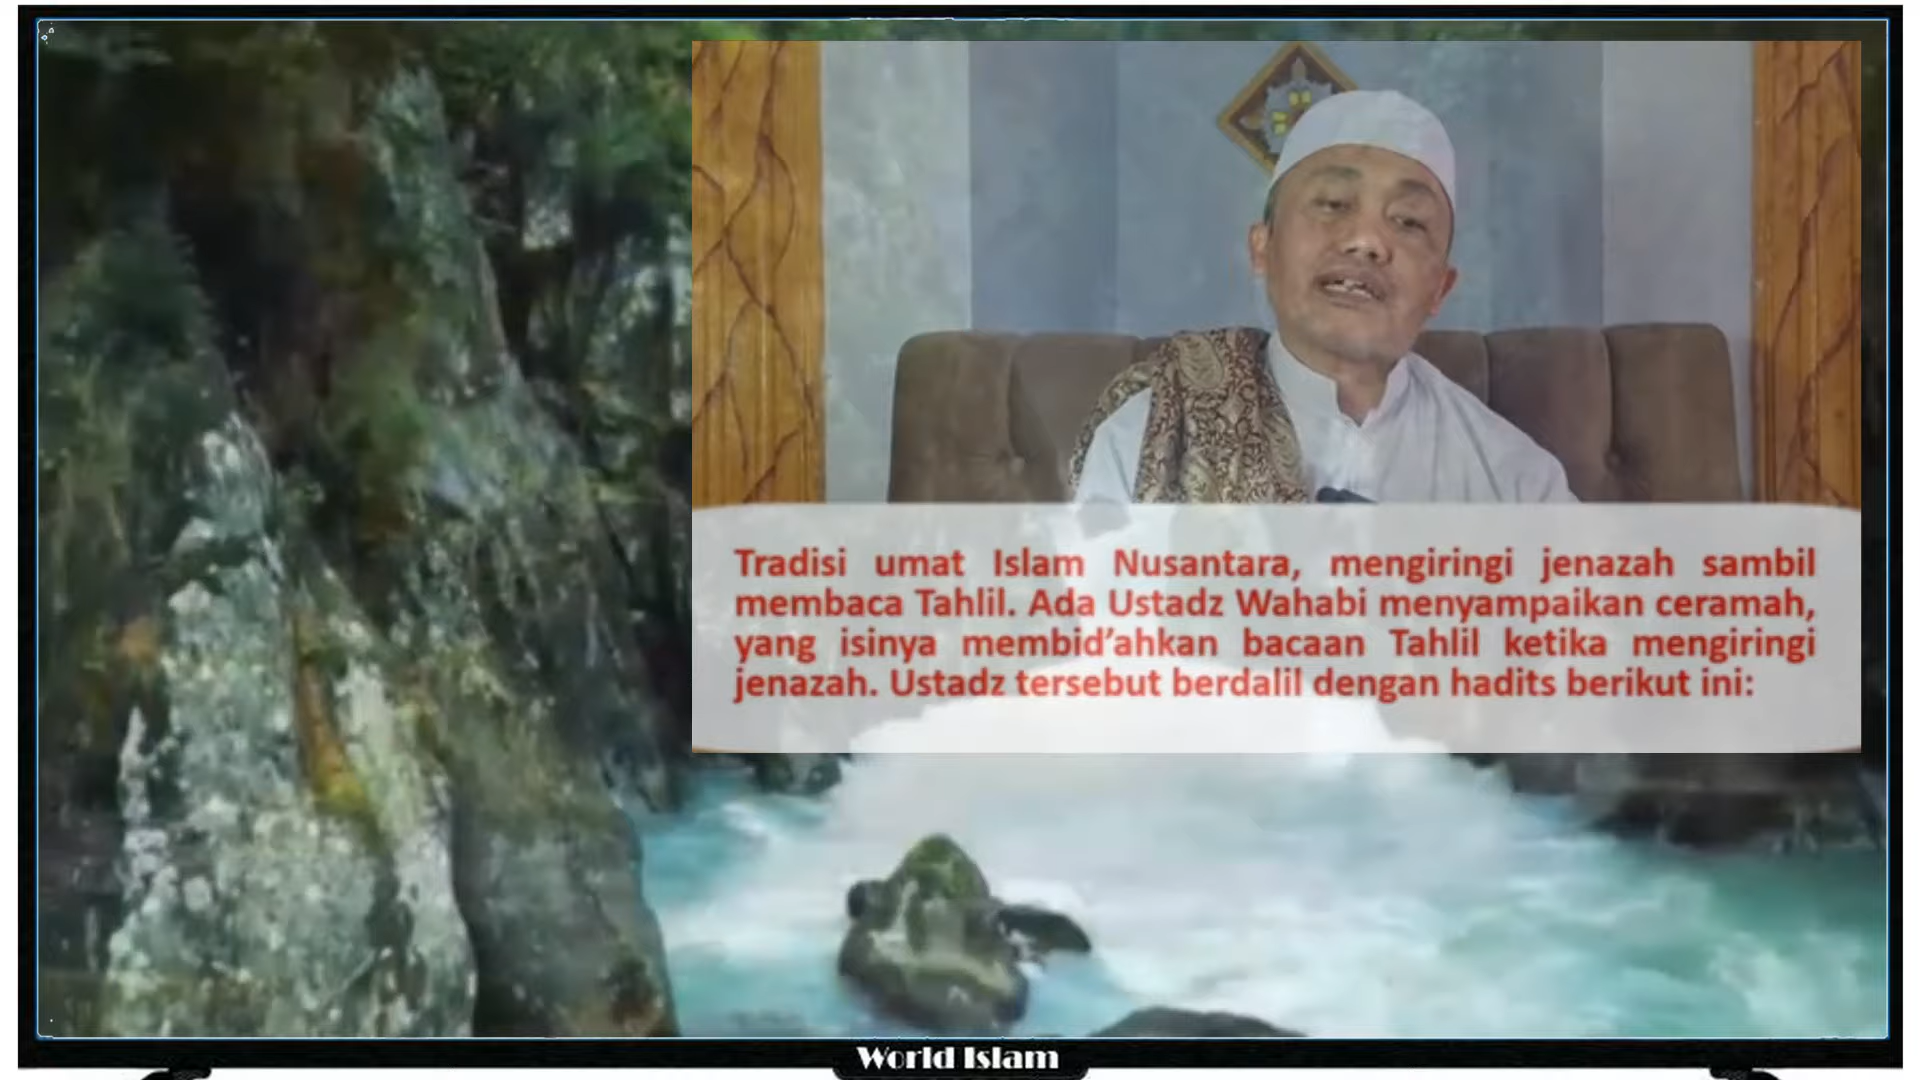 Tradisi umat Islam Nusantara, mengiringi jenazah sambil
membaca Tahlil. Ada Ustadz Wahabi menyampaikan ceramah,
yang isinya membid’ahkan bacaan Tahlil ketika mengiringi
jenazah. Ustadz tersebut berdalil dengan hadits berikut ini:
World Islam